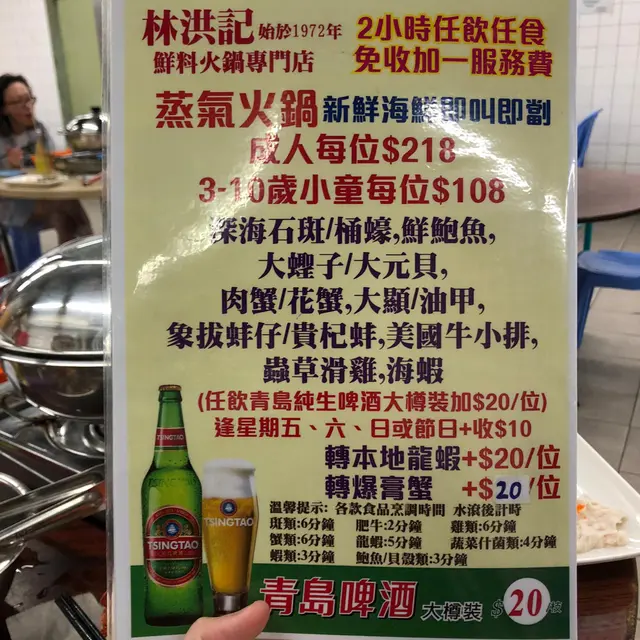 林洪記 始於1972年
鮮料火鍋專門店
2小時任飲任食
免收加一服務費
蒸氣火鍋 新鮮海鮮即叫即劏
成人每位$218
3-10歲小童每位$108
深海石斑/桶蠔,鮮鮑魚,
大蟶子/大元貝,
肉蟹/花蟹,大顯/油甲,
象拔蚌仔/貴杞蚌,美國牛小排,
蟲草滑雞,海蝦
(任飲青島純生啤酒大樽裝加$20/位)
逢星期五、六、日或節日+收$10
轉本地龍蝦+$20/位
轉爆膏蟹 +$20/位
溫馨提示: 各款食品烹調時間 水滾後計時
斑類:6分鐘 肥牛:2分鐘 雞類:6分鐘
蟹類:6分鐘 龍蝦:5分鐘 蔬菜什菌類:4分鐘
蝦類:3分鐘 鮑魚/貝殼類:3分鐘
TSINGTAO
TSINGTAO
TSINGTAO
青島啤酒 大樽裝 $20/枝